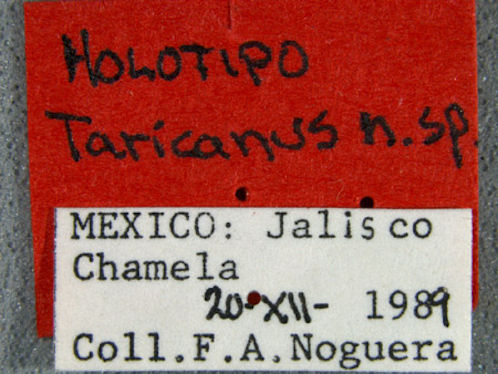 HOLOTIPO
Taricanus n.sp.
MEXICO: Jalisco
Chamela
20-XII- 1989
Coll.F.A.Noguera